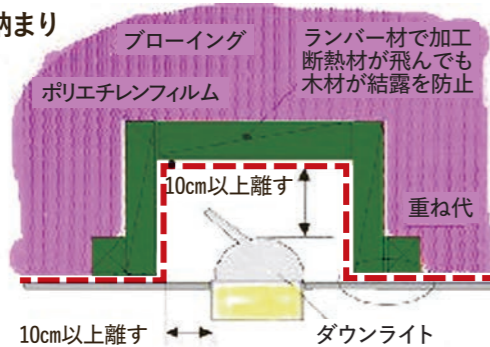 納まり
ブローイング
ランバー材で加工
断熱材が飛んでも
木材が結露を防止
ポリエチレンフィルム
10cm以上離す
重ね代
10cm以上離す
ダウンライト